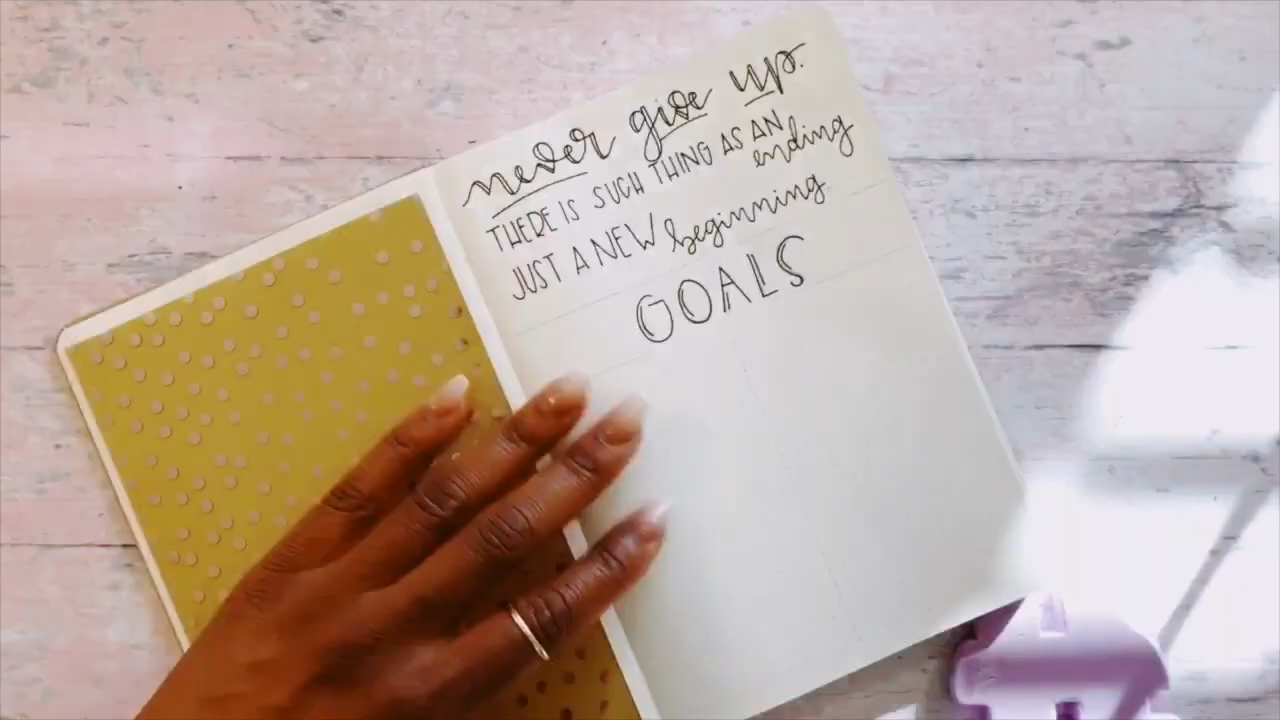 never give up.
THERE IS SUCH THING AS AN ending
JUST A NEW beginning
GOALS